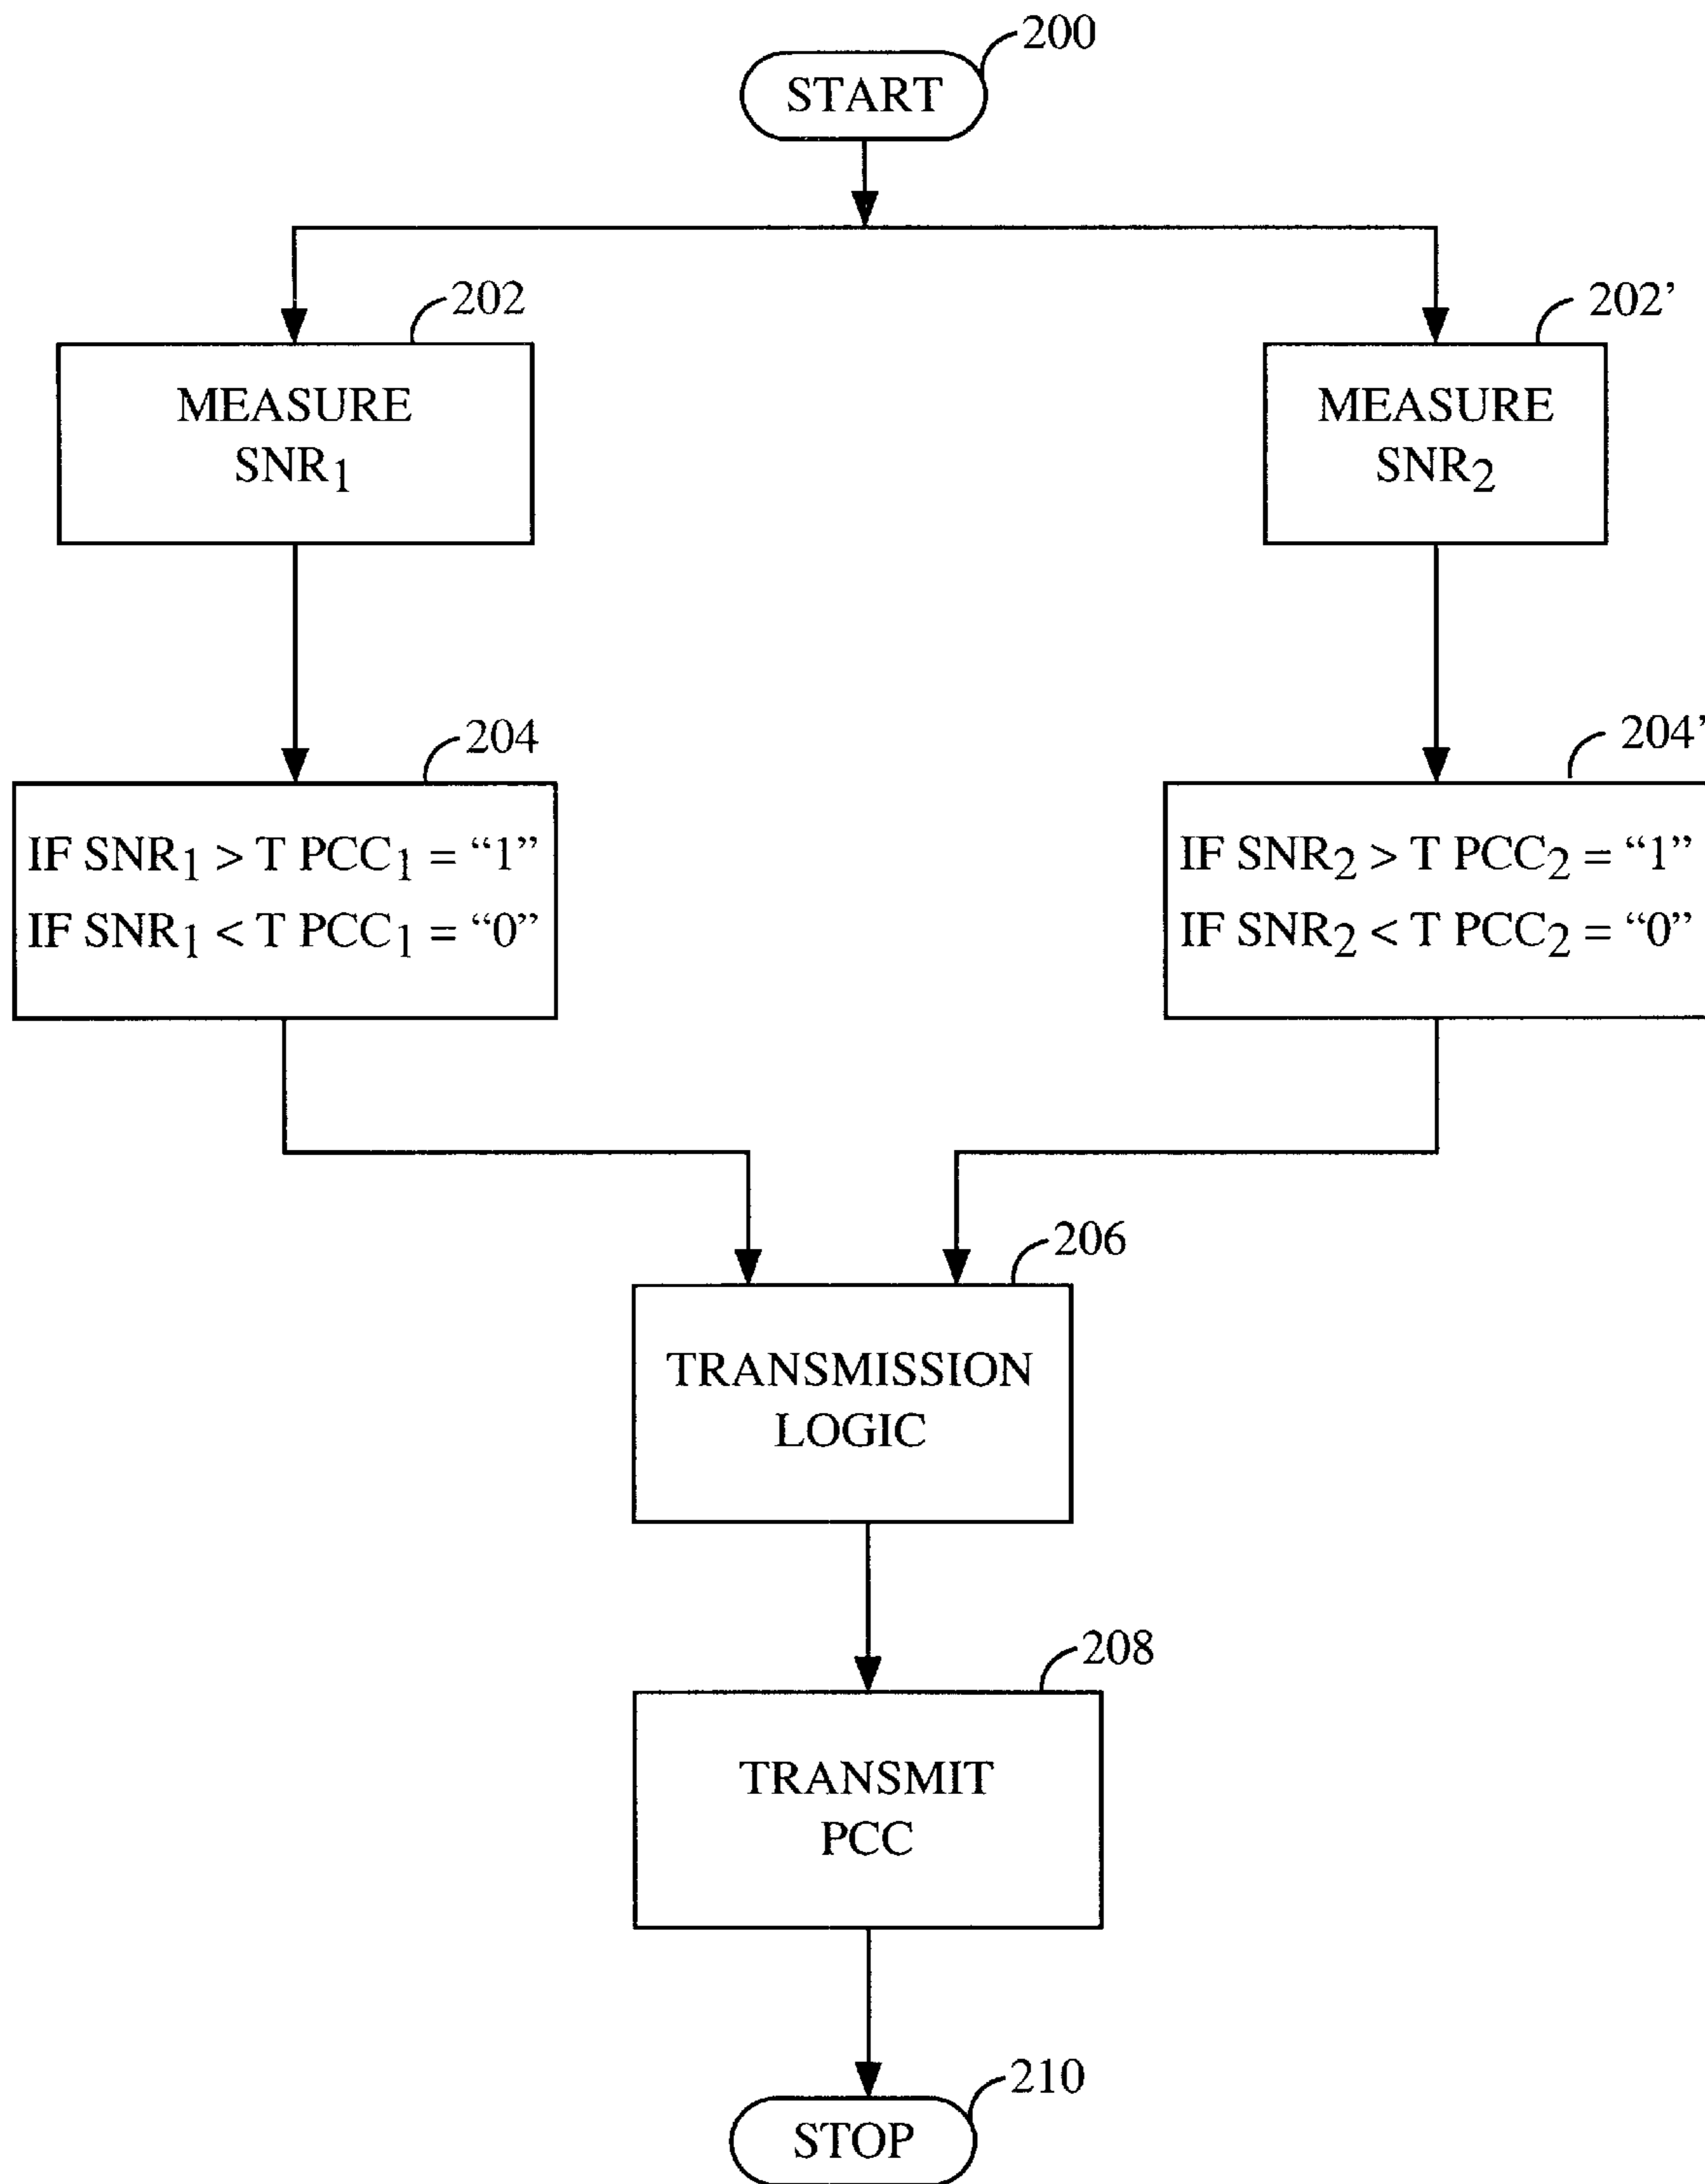 200
START
202
202’
MEASURE
SNR₁
MEASURE
SNR₂
204
204’
IF SNR₁ > T PCC₁ = “1”
IF SNR₁ < T PCC₁ = “0”
IF SNR₂ > T PCC₂ = “1”
IF SNR₂ < T PCC₂ = “0”
206
TRANSMISSION
LOGIC
208
TRANSMIT
PCC
210
STOP